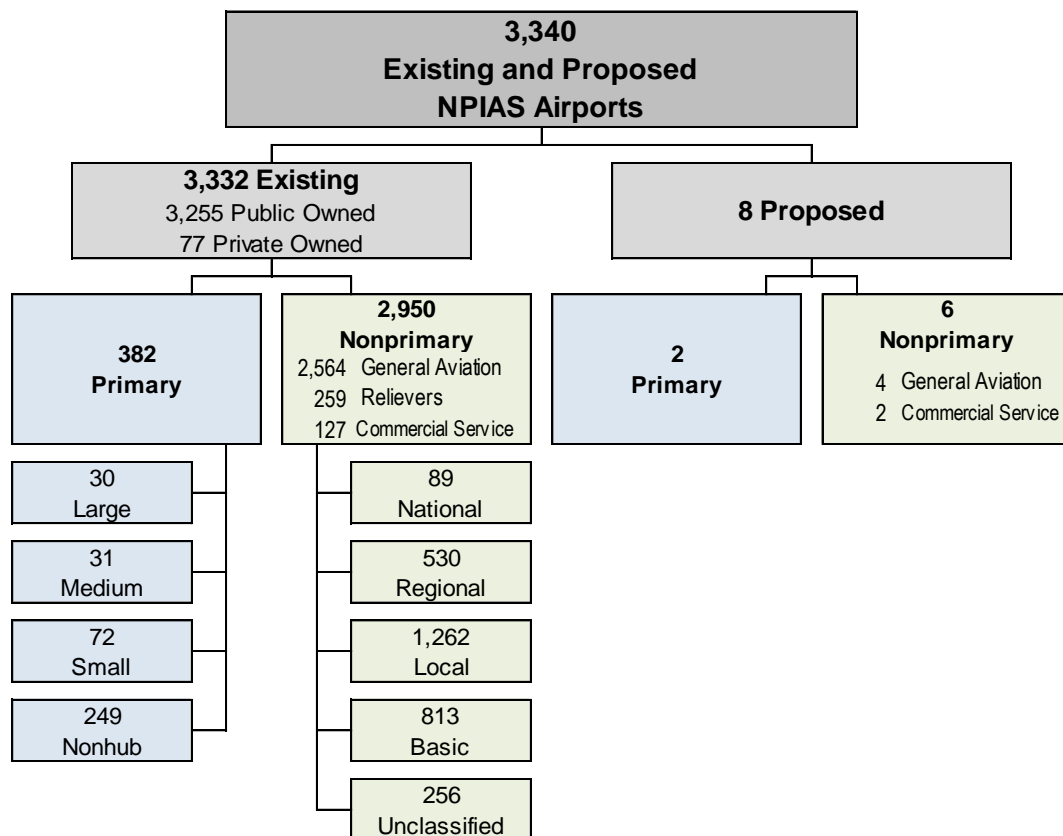 3,340
Existing and Proposed
NPIAS Airports
3,332 Existing
3,255 Public Owned
77 Private Owned
8 Proposed
382
Primary
2,950
Nonprimary
2,564 General Aviation
259 Relievers
127 Commercial Service
2
Primary
6
Nonprimary
4 General Aviation
2 Commercial Service
30
Large
31
Medium
72
Small
249
Nonhub
89
National
530
Regional
1,262
Local
813
Basic
256
Unclassified